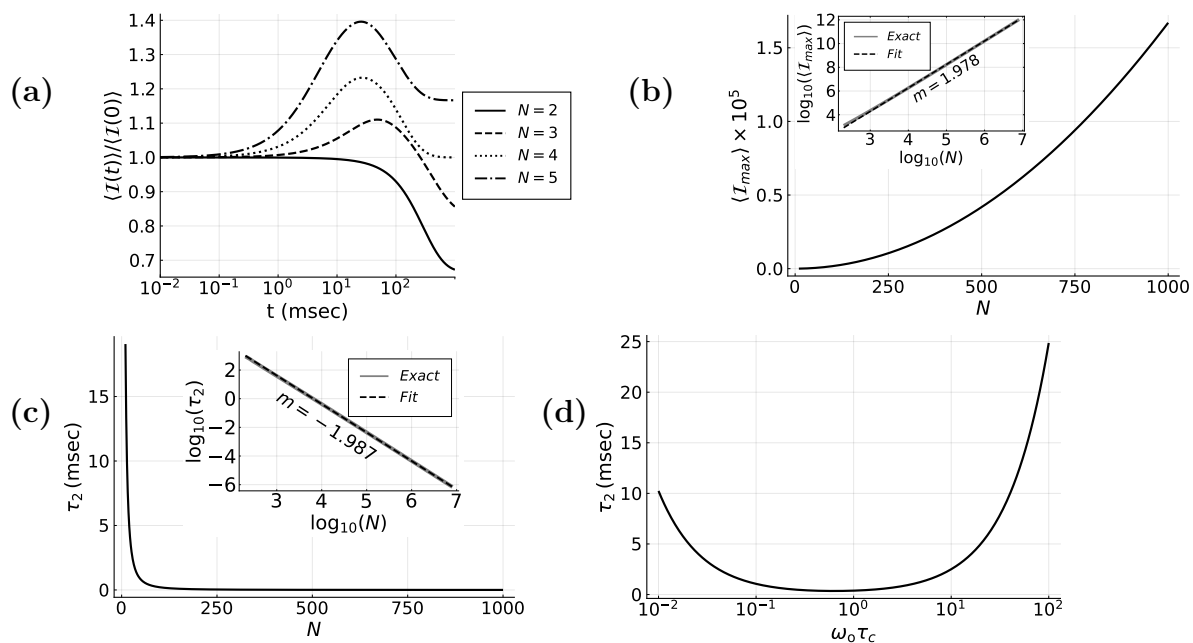 (a)
⟨I(t)⟩/⟨I(0)⟩
1.4
1.3
1.2
1.1
1.0
0.9
0.8
0.7
10⁻² 10⁻¹ 10⁰ 10¹ 10²
t (msec)
N = 2
N = 3
N = 4
N = 5
(b)
⟨I_max⟩ × 10⁵
1.5
1.0
0.5
0.0
0 250 500 750 1000
N
log₁₀(⟨I_max⟩)
12
10
8
6
4
3 4 5 6 7
log₁₀(N)
Exact
Fit
m = 1.978
(c)
τ₂ (msec)
15
10
5
0
0 250 500 750 1000
N
log₁₀(τ₂)
2
0
−2
−4
−6
3 4 5 6 7
log₁₀(N)
Exact
Fit
m = −1.987
(d)
τ₂ (msec)
25
20
15
10
5
0
10⁻² 10⁻¹ 10⁰ 10¹ 10²
ω₀τ_c